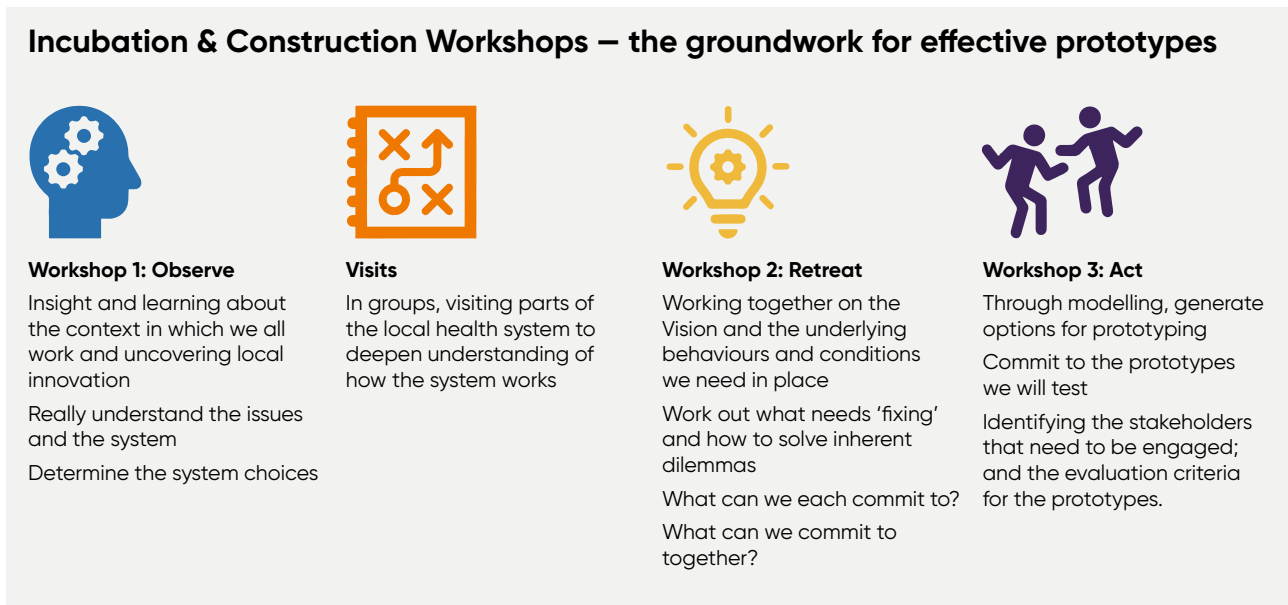 Incubation & Construction Workshops — the groundwork for effective prototypes
Workshop 1: Observe
Insight and learning about
the context in which we all
work and uncovering local
innovation
Really understand the issues
and the system
Determine the system choices
Visits
In groups, visiting parts of
the local health system to
deepen understanding of
how the system works
Workshop 2: Retreat
Working together on the
Vision and the underlying
behaviours and conditions
we need in place
Work out what needs ‘fixing’
and how to solve inherent
dilemmas
What can we each commit to?
What can we commit to
together?
Workshop 3: Act
Through modelling, generate
options for prototyping
Commit to the prototypes
we will test
Identifying the stakeholders
that need to be engaged;
and the evaluation criteria
for the prototypes.